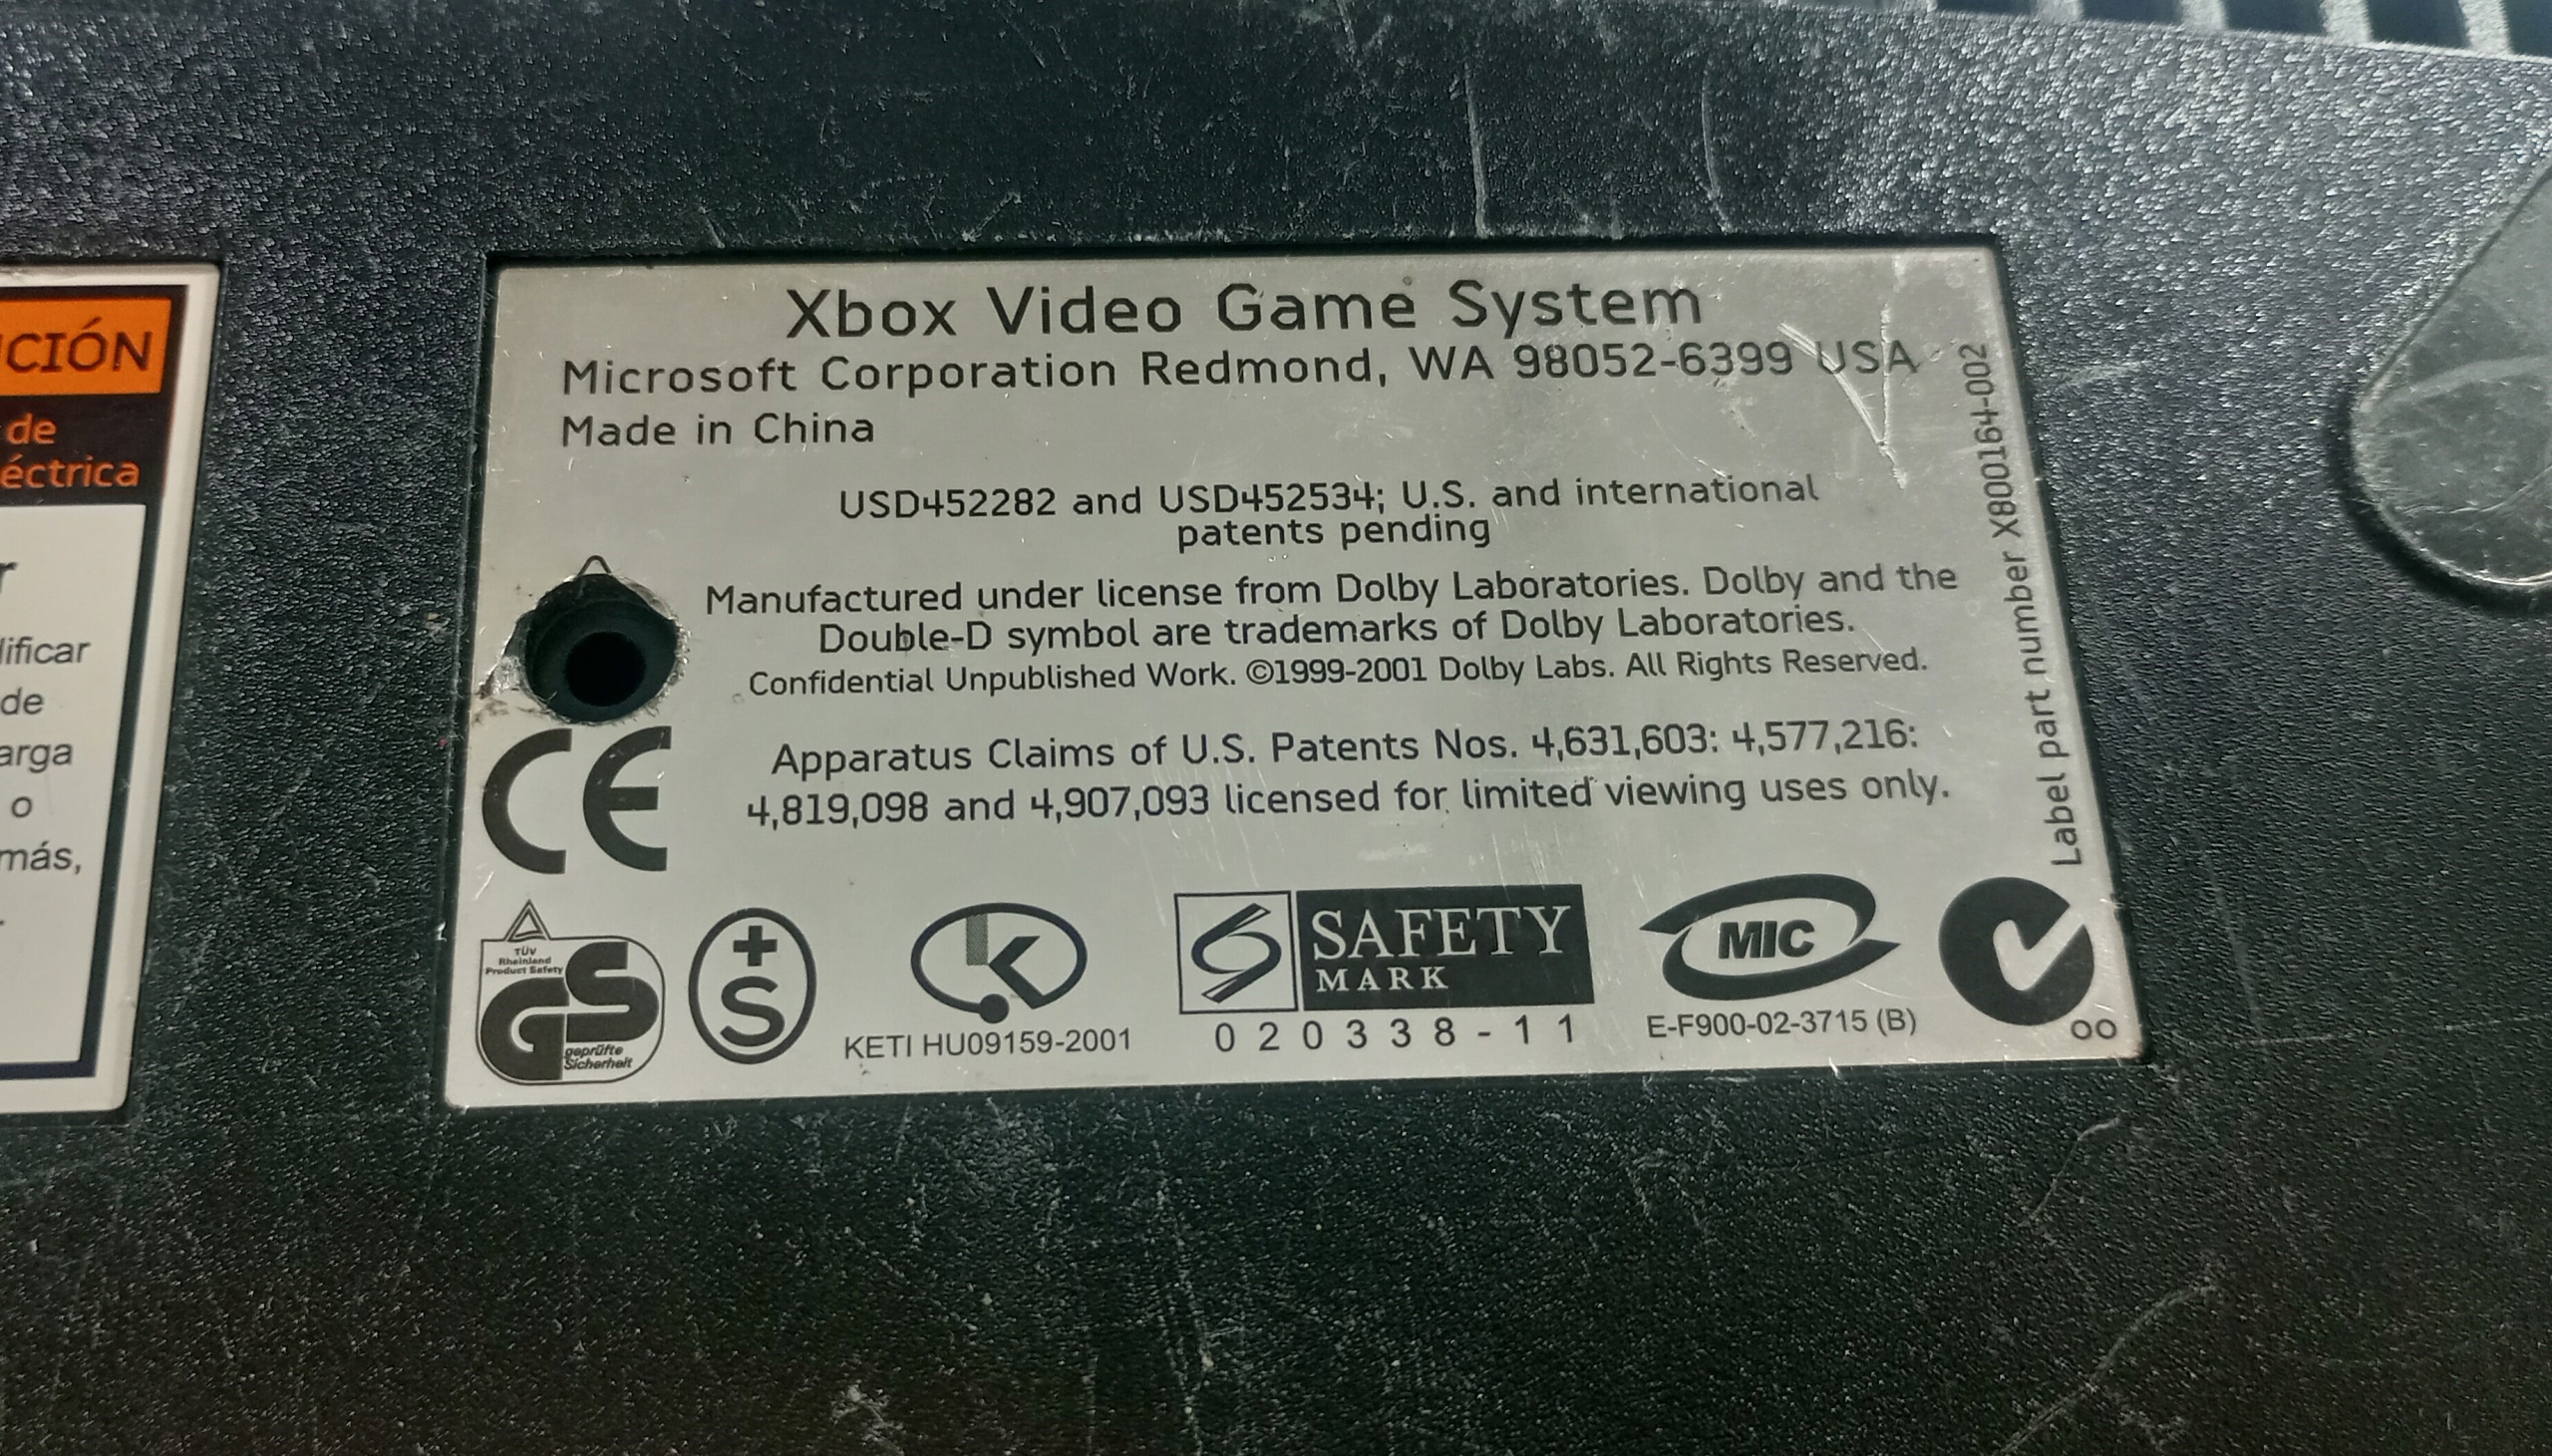 CIÓN
de
éctrica
r
ificar
de
arga
o
más,
Xbox Video Game System
Microsoft Corporation Redmond, WA 98052-6399 USA
Made in China
USD452282 and USD452534; U.S. and international
patents pending
Manufactured under license from Dolby Laboratories. Dolby and the
Double-D symbol are trademarks of Dolby Laboratories.
Confidential Unpublished Work. ©1999-2001 Dolby Labs. All Rights Reserved.
Apparatus Claims of U.S. Patents Nos. 4,631,603: 4,577,216:
4,819,098 and 4,907,093 licensed for limited viewing uses only.
Label part number X800164-002
CE
TÜV
Rheinland
Product Safety
GS
geprüfte
Sicherheit
+
S
K
KETI HU09159-2001
S SAFETY
MARK
020338-11
MIC
E-F900-02-3715 (B)
00